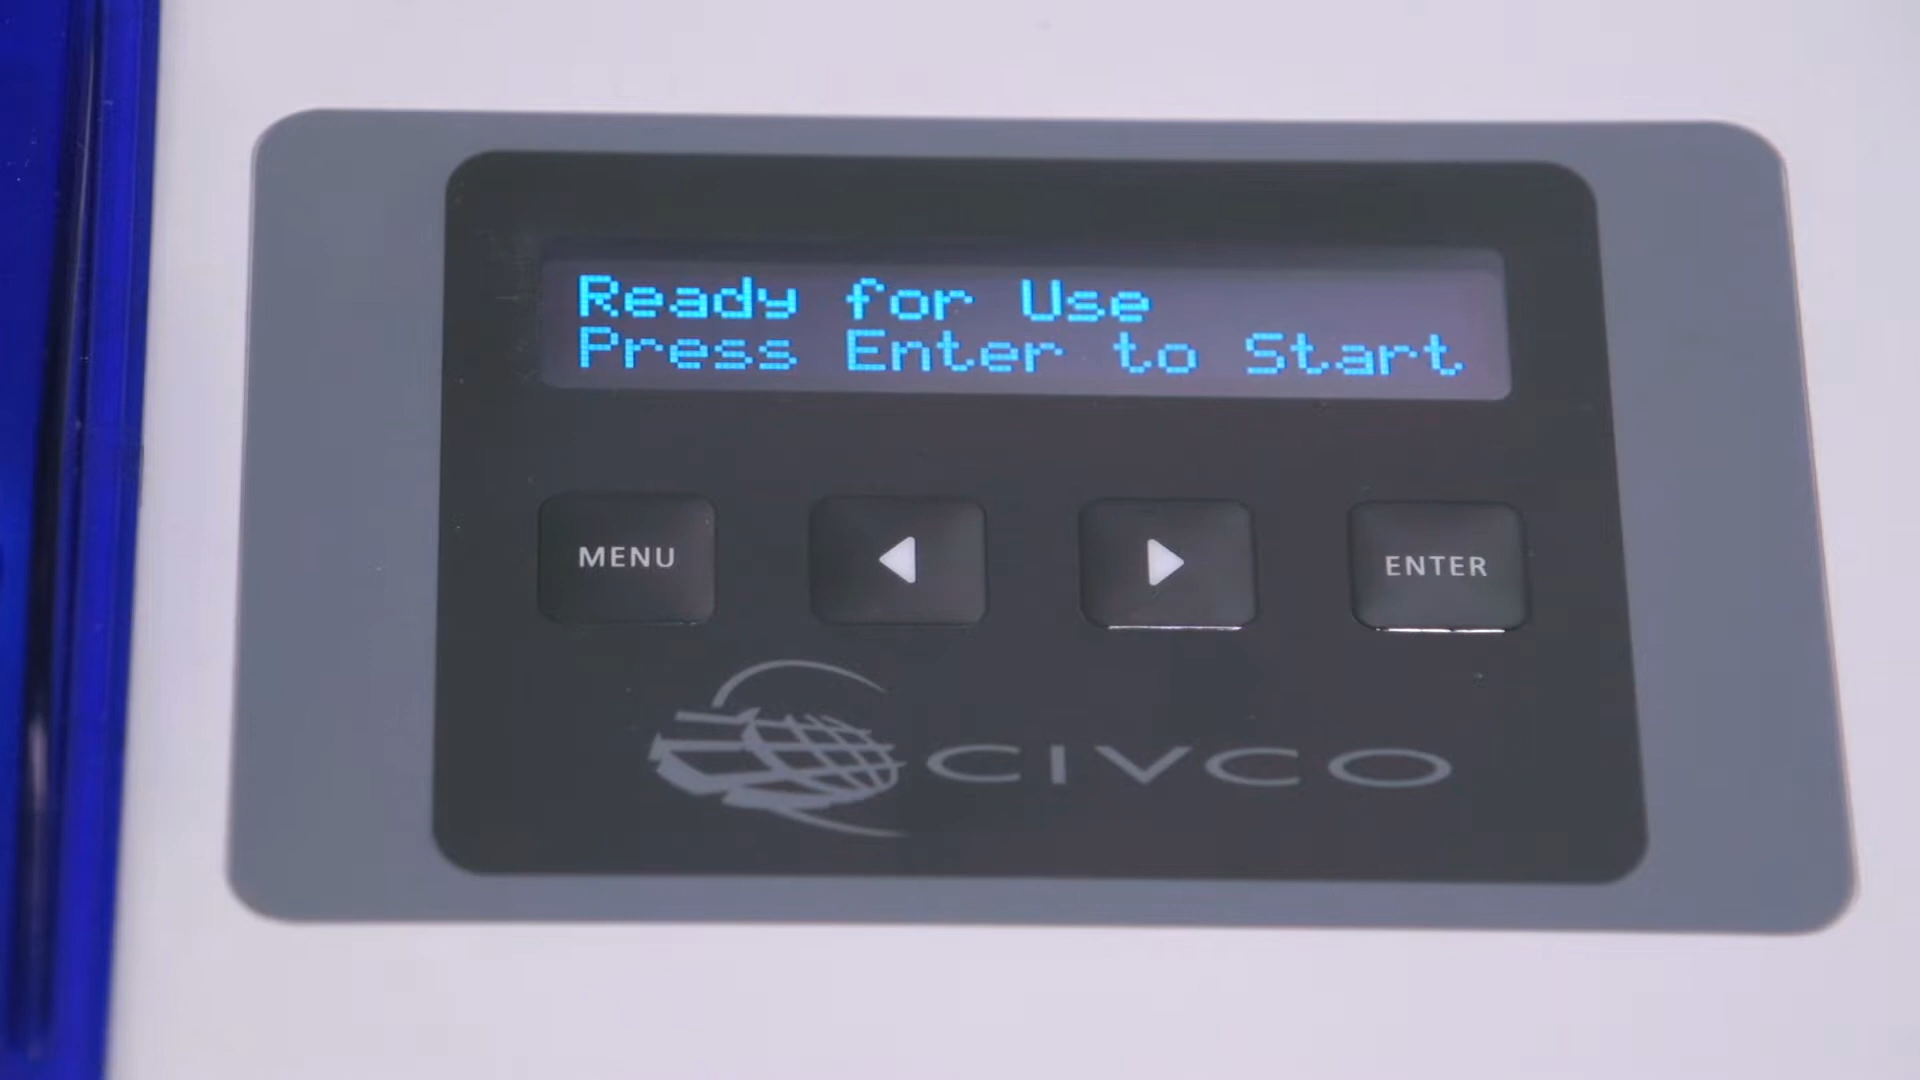 Ready for Use
Press Enter to Start
MENU
ENTER
CIVCO